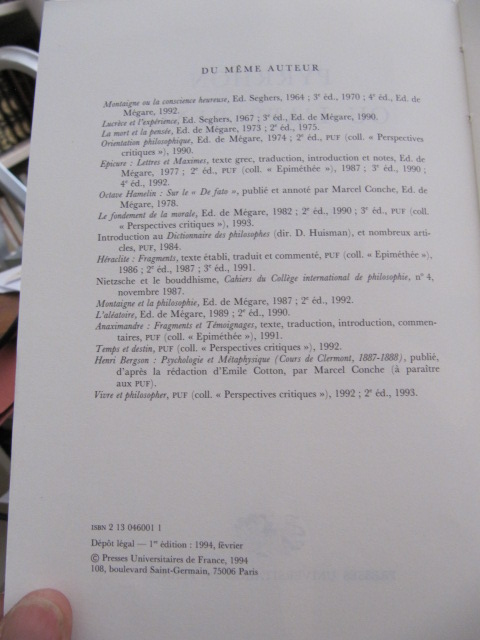 DU MÊME AUTEUR
Montaigne ou la conscience heureuse, Ed. Seghers, 1964 ; 3e éd., 1970 ; 4e éd., Ed. de
Mégare, 1992.
Lucrèce et l'expérience, Ed. Seghers, 1967 ; 3e éd., Ed. de Mégare, 1990.
La mort et la pensée, Ed. de Mégare, 1973 ; 2e éd., 1975.
Orientation philosophique, Ed. de Mégare, 1974 ; 2e éd., PUF (coll. « Perspectives
critiques »), 1990.
Epicure : Lettres et Maximes, texte grec, traduction, introduction et notes, Ed. de
Mégare, 1977 ; 2e éd., PUF (coll. « Epiméthée »), 1987 ; 3e éd., 1990 ;
4e éd., 1992.
Octave Hamelin : Sur le « De fato », publié et annoté par Marcel Conche, Ed. de
Mégare, 1978.
Le fondement de la morale, Ed. de Mégare, 1982 ; 2e éd., 1990 ; 3e éd., PUF (coll.
« Perspectives critiques »), 1993.
Introduction au Dictionnaire des philosophes (dir. D. Huisman), et nombreux arti-
cles, PUF, 1984.
Héraclite : Fragments, texte établi, traduit et commenté, PUF (coll. « Epiméthée »),
1986 ; 2e éd., 1987 ; 3e éd., 1991.
Nietzsche et le bouddhisme, Cahiers du Collège international de philosophie, n° 4,
novembre 1987.
Montaigne et la philosophie, Ed. de Mégare, 1987 ; 2e éd., 1992.
L'aléatoire, Ed. de Mégare, 1989 ; 2e éd., 1990.
Anaximandre : Fragments et Témoignages, texte, traduction, introduction, commen-
taires, PUF (coll. « Epiméthée »), 1991.
Temps et destin, PUF (coll. « Perspectives critiques »), 1992.
Henri Bergson : Psychologie et Métaphysique (Cours de Clermont, 1887-1888), publié,
d'après la rédaction d'Emile Cotton, par Marcel Conche (à paraître
aux PUF).
Vivre et philosopher, PUF (coll. « Perspectives critiques »), 1992 ; 2e éd., 1993.
ISBN 2 13 046001 1
Dépôt légal — 1re édition : 1994, février
© Presses Universitaires de France, 1994
108, boulevard Saint-Germain, 75006 Paris